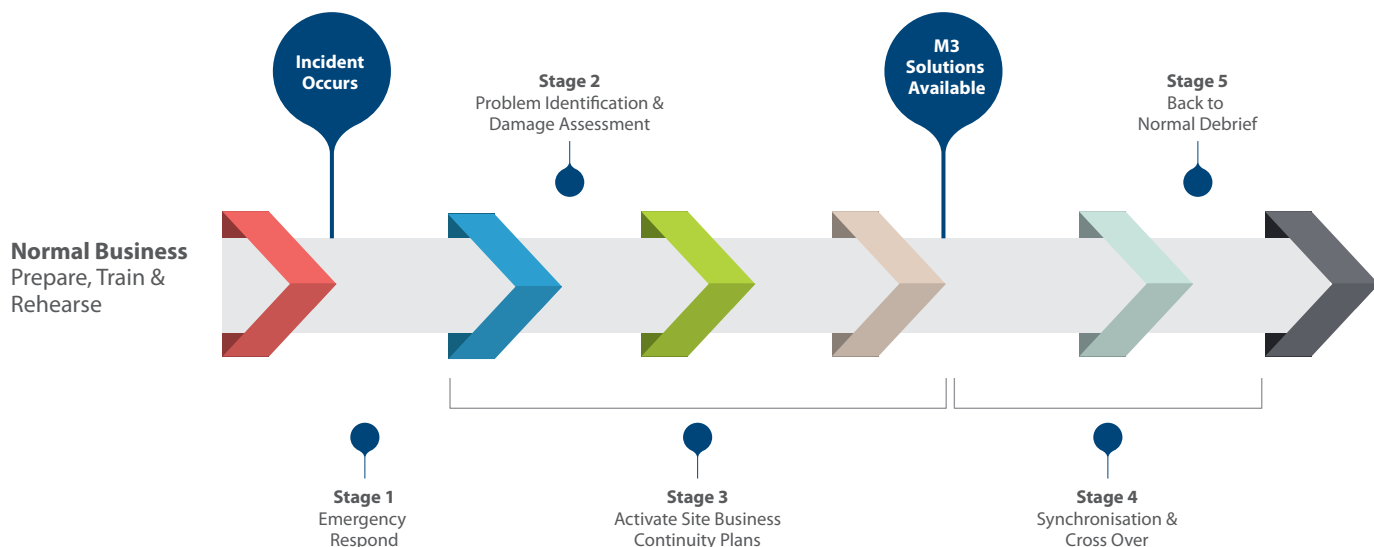 Incident
Occurs
M3
Solutions
Available
Stage 2
Problem Identification &
Damage Assessment
Stage 5
Back to
Normal Debrief
Normal Business
Prepare, Train &
Rehearse
Stage 1
Emergency
Respond
Stage 3
Activate Site Business
Continuity Plans
Stage 4
Synchronisation &
Cross Over